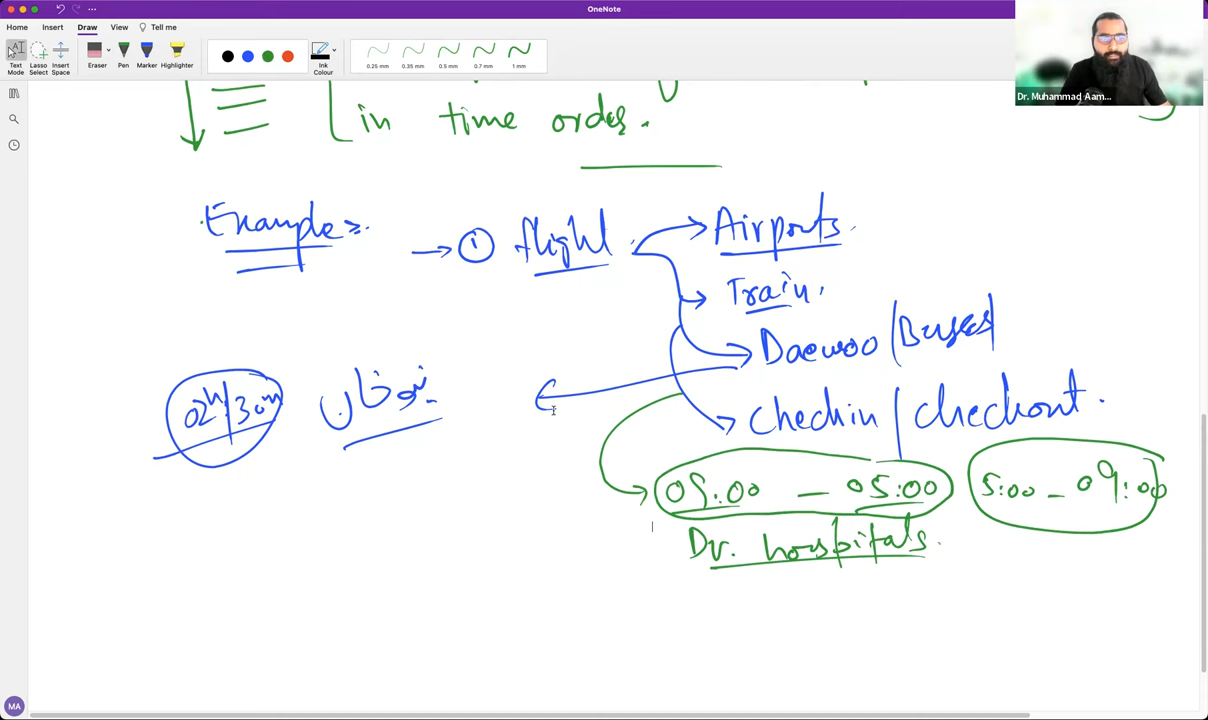 OneNote
Home Insert Draw View Tell me
Text Mode
Lasso Select
Insert Space
Eraser
Pen
Marker
Highlighter
Ink Colour
0.25 mm 0.35 mm 0.5 mm 0.7 mm 1 mm
Dr. Muhammad Aam...
in time order.
Examples.
→ ① flight
Airports.
Train.
Daewoo | Buses
Checkin | checkout.
02h/30m
09:00 — 05:00
5:00 — 09:00
Dr. hospitals.
MA